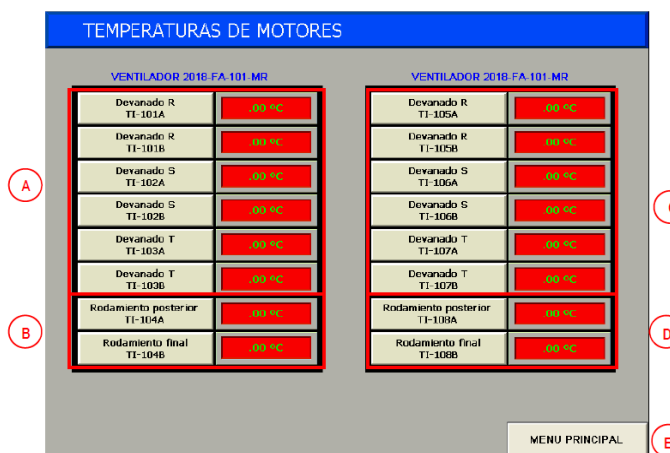 TEMPERATURAS DE MOTORES
VENTILADOR 2018-FA-101-MR
Devanado R
TI-101A
.00 ºC
Devanado R
TI-101B
.00 ºC
Devanado S
TI-102A
.00 ºC
Devanado S
TI-102B
.00 ºC
Devanado T
TI-103A
.00 ºC
Devanado T
TI-103B
.00 ºC
Rodamiento posterior
TI-104A
.00 ºC
Rodamiento final
TI-104B
.00 ºC
A
B
VENTILADOR 2018-FA-101-MR
Devanado R
TI-105A
.00 ºC
Devanado R
TI-105B
.00 ºC
Devanado S
TI-106A
.00 ºC
Devanado S
TI-106B
.00 ºC
Devanado T
TI-107A
.00 ºC
Devanado T
TI-107B
.00 ºC
Rodamiento posterior
TI-108A
.00 ºC
Rodamiento final
TI-108B
.00 ºC
D
MENU PRINCIPAL
E